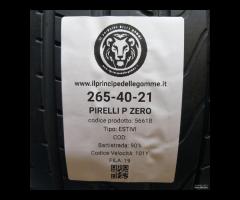 www.ilprincipedellegomme.it
265-40-21
PIRELLI P ZERO
codice prodotto: 5661B
Tipo: ESTIVI
COD:
Battistrada: 90%
Codice Velocità: 101Y
FILA: 19